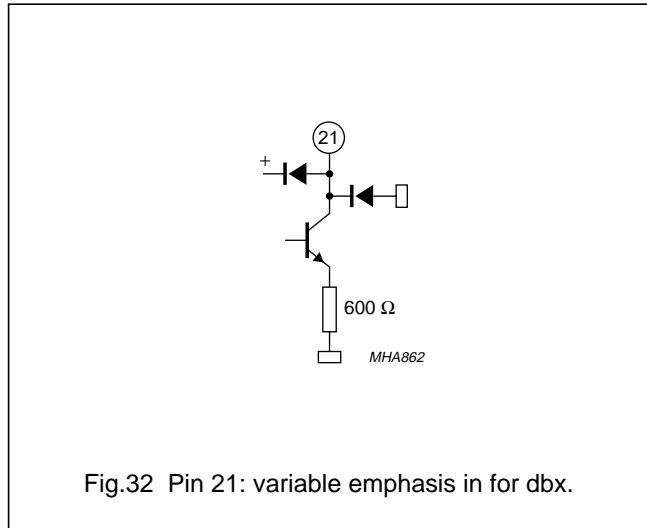 21
+
600 Ω
MHA862
Fig.32 Pin 21: variable emphasis in for dbx.